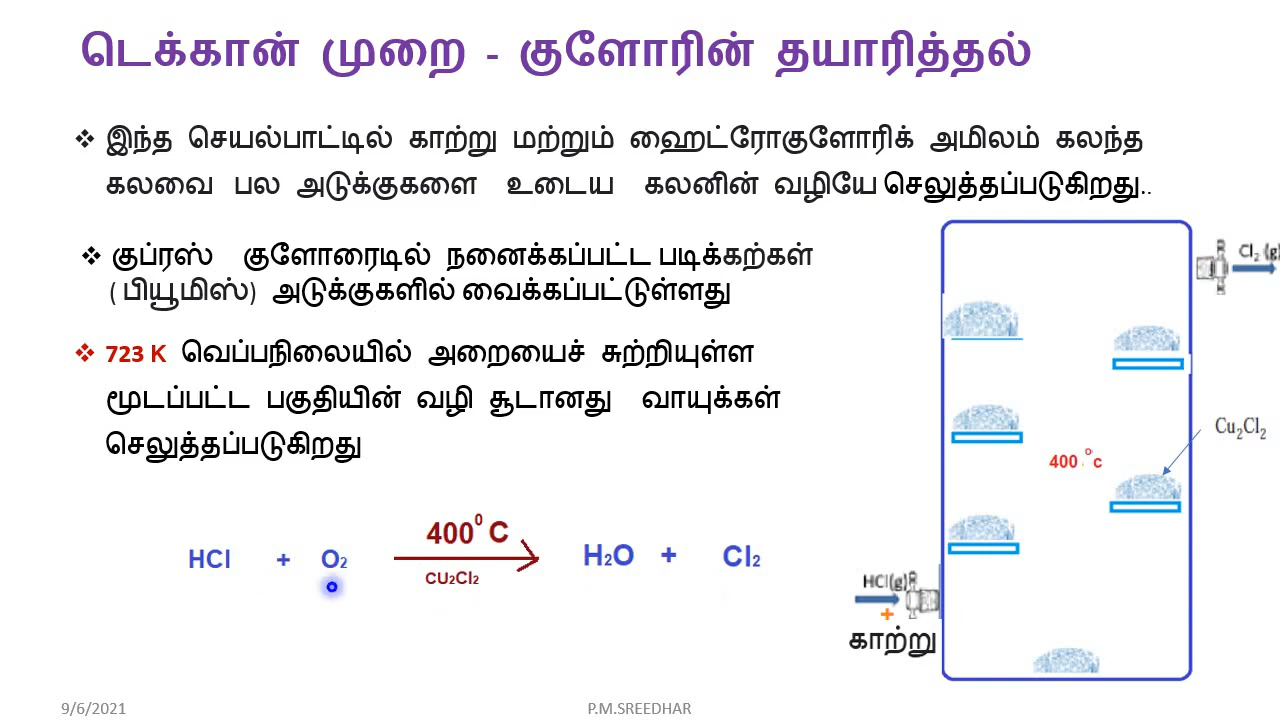 டெக்கான் முறை - குளோரின் தயாரித்தல்
❖ இந்த செயல்பாட்டில் காற்று மற்றும் ஹைட்ரோகுளோரிக் அமிலம் கலந்த
கலவை பல அடுக்குகளை உடைய கலனின் வழியே செலுத்தப்படுகிறது..
❖ குப்ரஸ் குளோரைடில் நனைக்கப்பட்ட படிக்கற்கள்
( பியூமிஸ்) அடுக்குகளில் வைக்கப்பட்டுள்ளது
❖ 723 K வெப்பநிலையில் அறையைச் சுற்றியுள்ள
மூடப்பட்ட பகுதியின் வழி சூடானது வாயுக்கள்
செலுத்தப்படுகிறது
Cl₂ (g)
Cu₂Cl₂
400 °c
400⁰ C
HCl + O₂ H₂O + Cl₂
CU₂Cl₂
HCl(g)
+
காற்று
9/6/2021
P.M.SREEDHAR